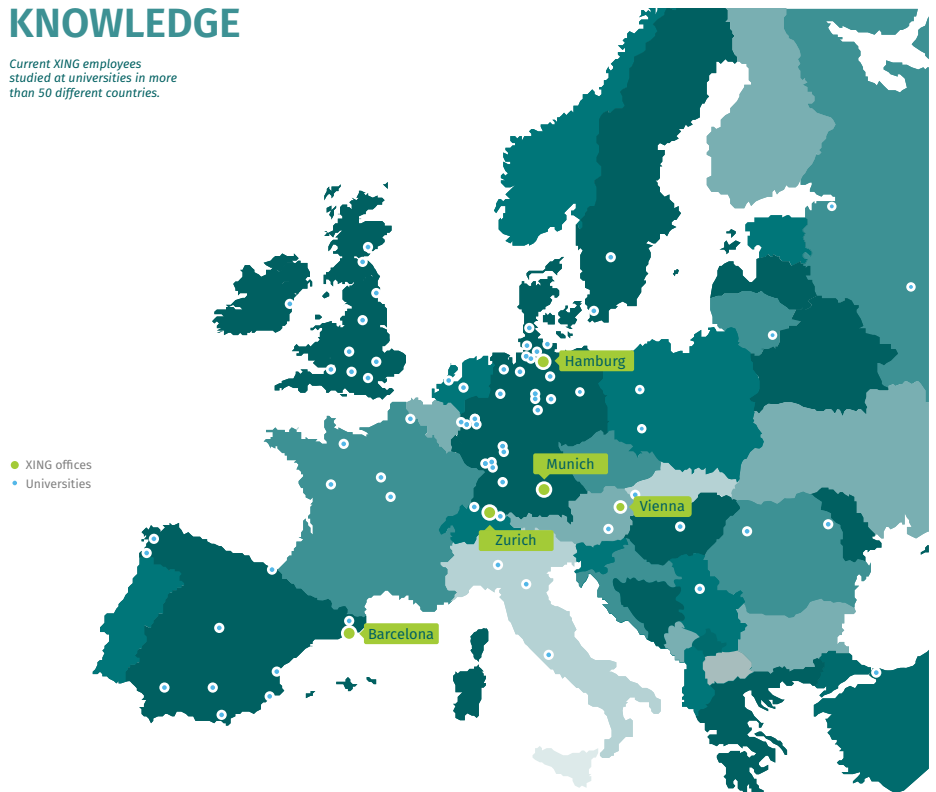 KNOWLEDGE
Current XING employees
studied at universities in more
than 50 different countries.
Hamburg
XING offices
Universities
Munich
Vienna
Zurich
Barcelona